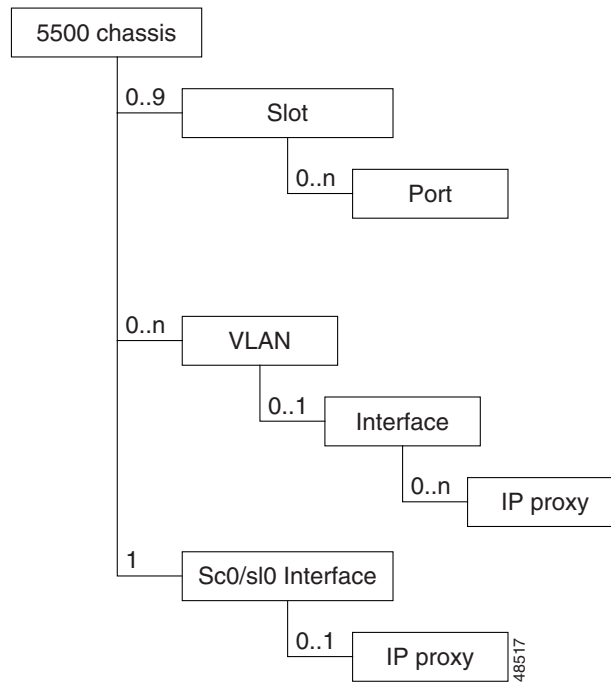 5500 chassis
0..9
Slot
0..n
Port
0..n
VLAN
0..1
Interface
0..n
IP proxy
1
Sc0/sl0 Interface
0..1
IP proxy
48517